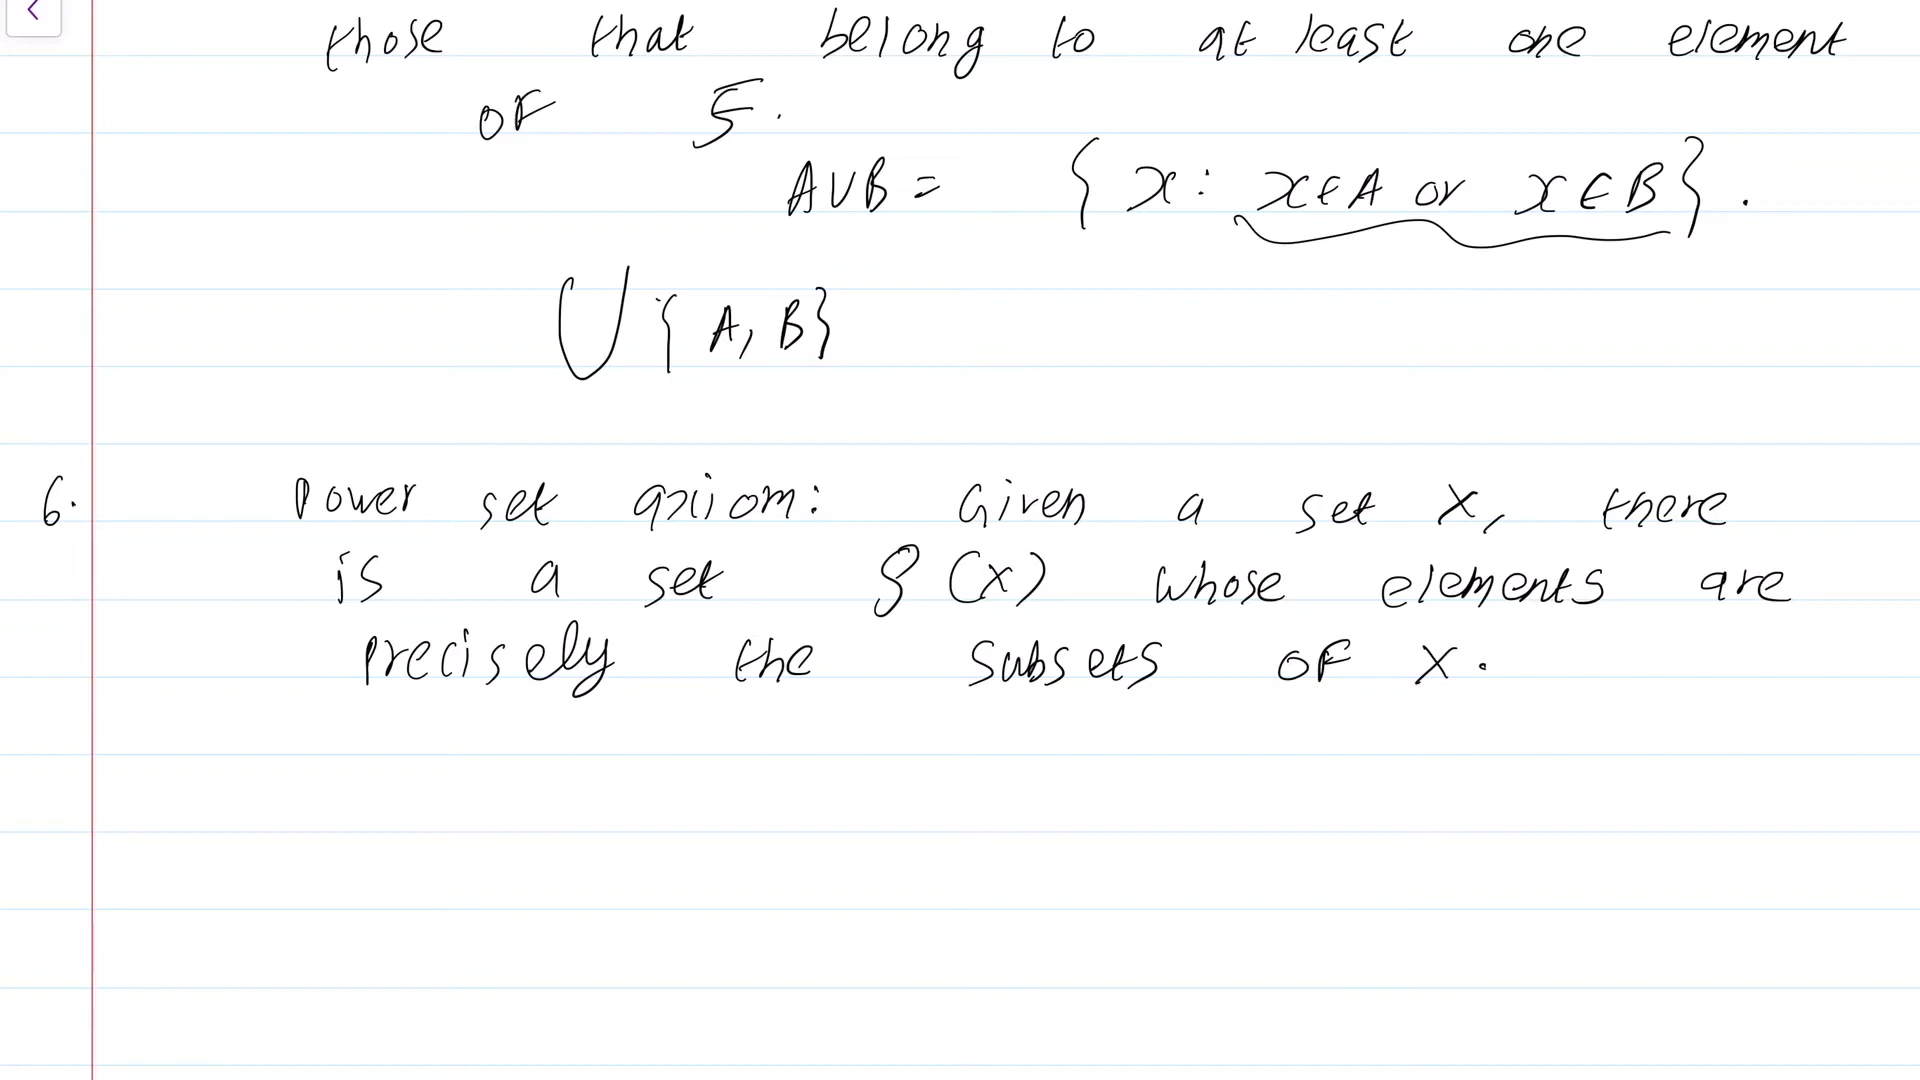 those that belong to at least one element
of F.
A∪B = { x : x∈A or x∈B }.
⋃ { A, B }
6. Power set axiom: Given a set X, there
is a set 𝒫(X) whose elements are
precisely the subsets of X.